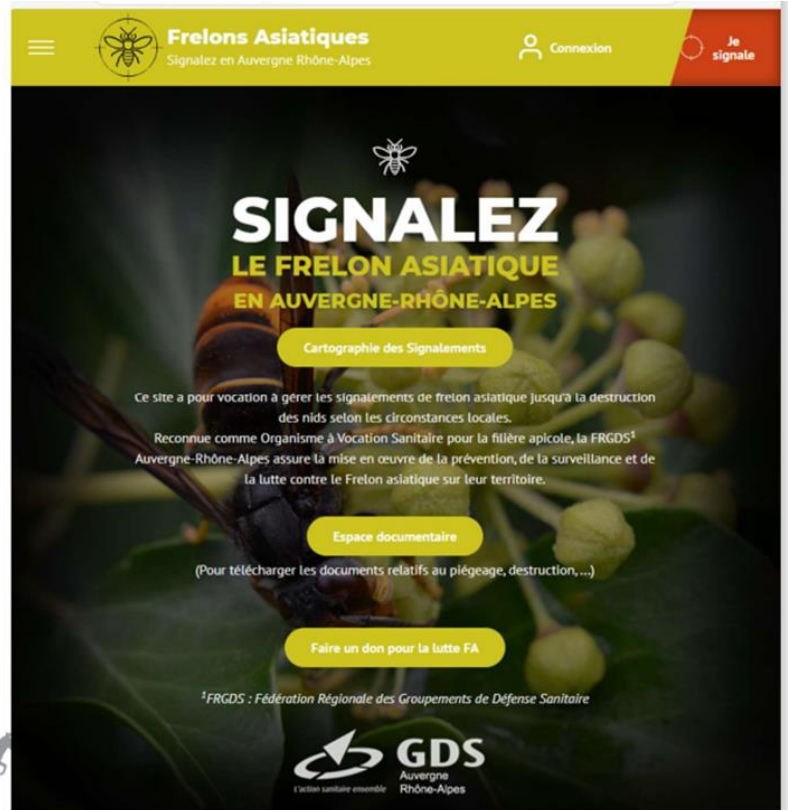 Frelons Asiatiques
Signalez en Auvergne Rhône-Alpes
Connexion
Je
signale
SIGNALEZ
LE FRELON ASIATIQUE
EN AUVERGNE-RHÔNE-ALPES
Cartographie des Signalements
Ce site a pour vocation à gérer les signalements de frelon asiatique jusqu'à la destruction
des nids selon les circonstances locales.
Reconnue comme Organisme à Vocation Sanitaire pour la filière apicole, la FRGDS¹
Auvergne-Rhône-Alpes assure la mise en œuvre de la prévention, de la surveillance et de
la lutte contre le Frelon asiatique sur leur territoire.
Espace documentaire
(Pour télécharger les documents relatifs au piégeage, destruction, ...)
Faire un don pour la lutte FA
¹FRGDS : Fédération Régionale des Groupements de Défense Sanitaire
GDS
Auvergne
Rhône-Alpes
L'action sanitaire ensemble